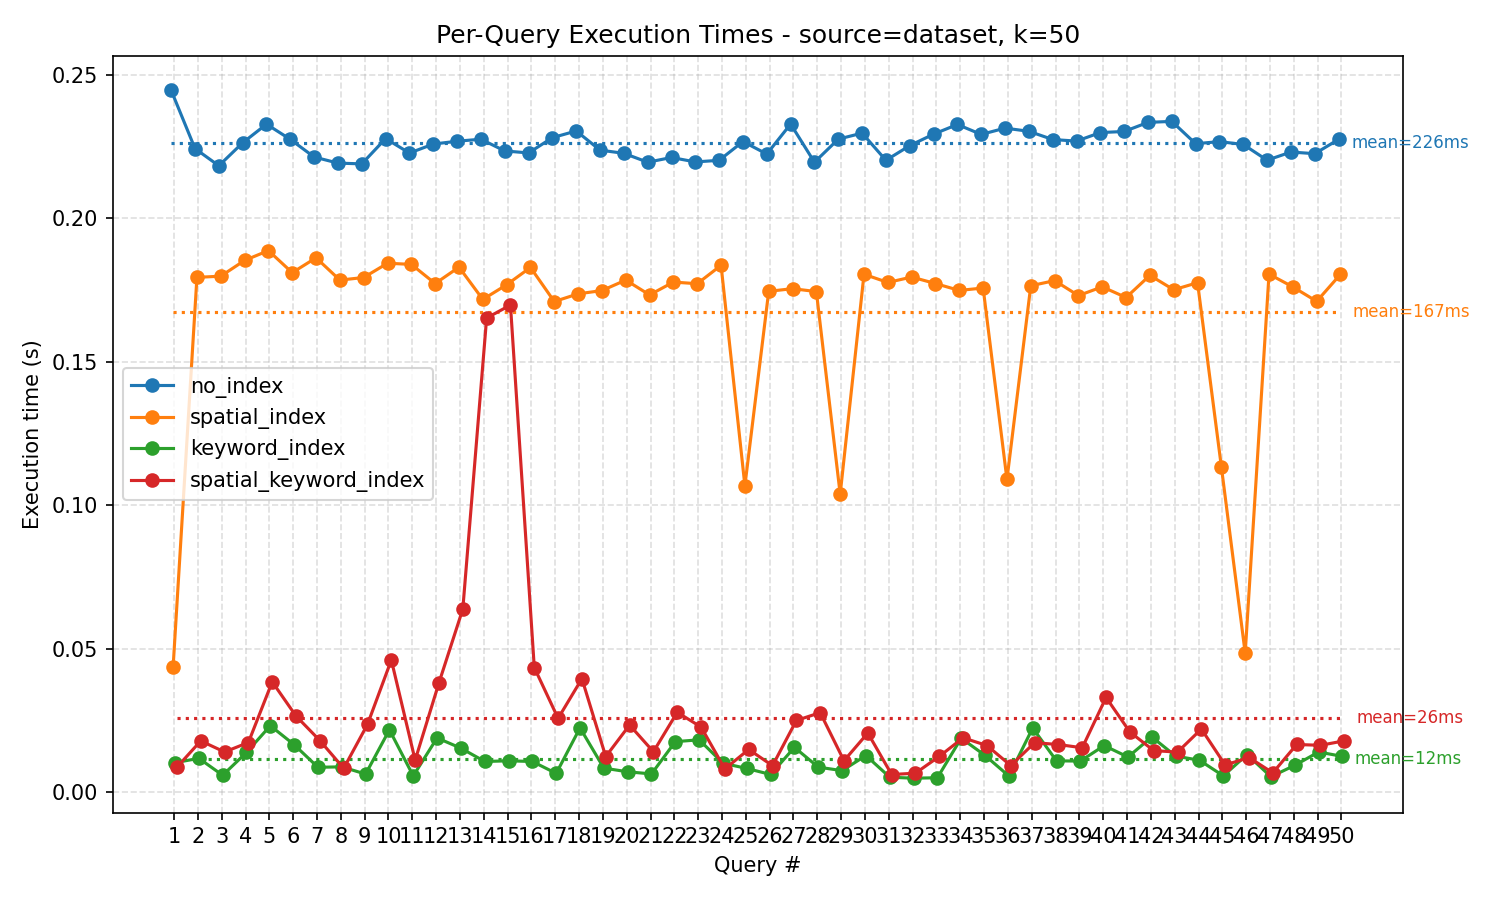 Per-Query Execution Times - source=dataset, k=50
0.25
mean=226ms
0.20
mean=167ms
0.15
no_index
spatial_index
keyword_index
spatial_keyword_index
Execution time (s)
0.10
0.05
mean=26ms
mean=12ms
0.00
1 2 3 4 5 6 7 8 9 10 11 12 13 14 15 16 17 18 19 20 21 22 23 24 25 26 27 28 29 30 31 32 33 34 35 36 37 38 39 40 41 42 43 44 45 46 47 48 49 50
Query #